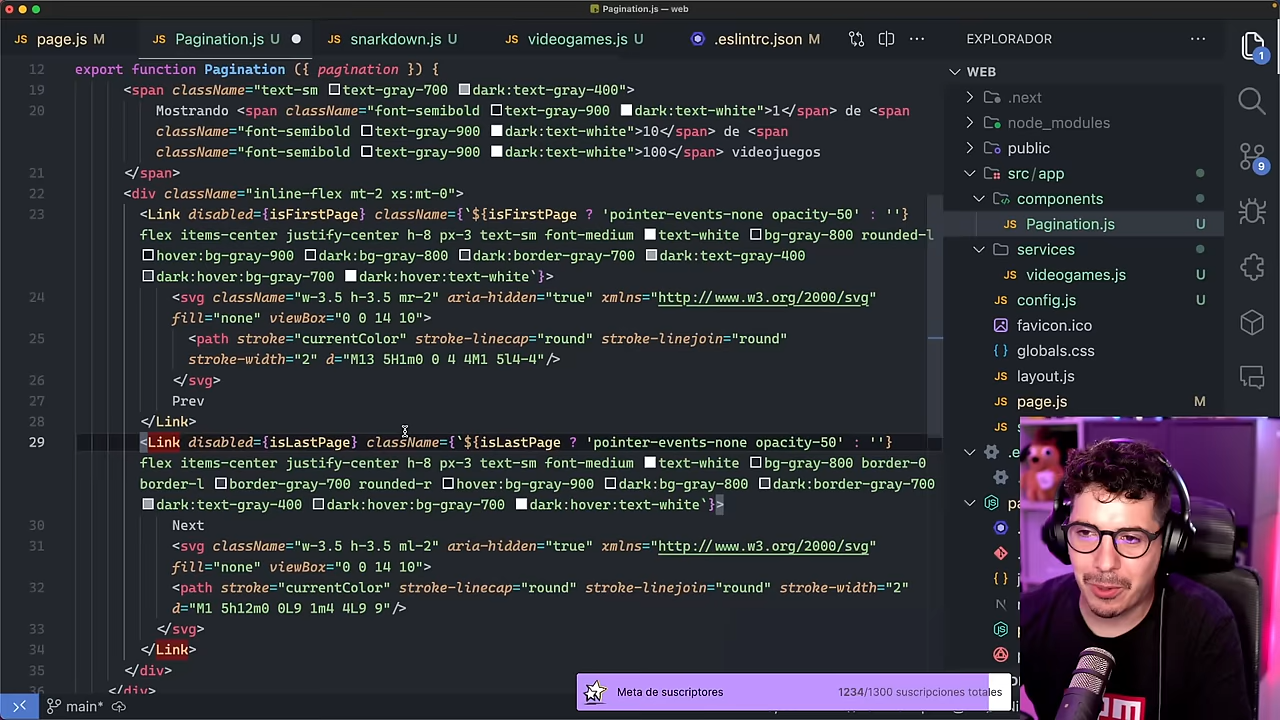 Pagination.js — web
page.js M
Pagination.js U
snarkdown.js U
videogames.js U
.eslintrc.json M
EXPLORADOR
12 export function Pagination ({ pagination }) {
19 <span className="text-sm text-gray-700 dark:text-gray-400">
20 Mostrando <span className="font-semibold text-gray-900 dark:text-white">1</span> de <span
className="font-semibold text-gray-900 dark:text-white">10</span> de <span
className="font-semibold text-gray-900 dark:text-white">100</span> videojuegos
21 </span>
22 <div className="inline-flex mt-2 xs:mt-0">
23 <Link disabled={isFirstPage} className={`${isFirstPage ? 'pointer-events-none opacity-50' : ''}
flex items-center justify-center h-8 px-3 text-sm font-medium text-white bg-gray-800 rounded-l
hover:bg-gray-900 dark:bg-gray-800 dark:border-gray-700 dark:text-gray-400
dark:hover:bg-gray-700 dark:hover:text-white`}>
24 <svg className="w-3.5 h-3.5 mr-2" aria-hidden="true" xmlns="http://www.w3.org/2000/svg"
fill="none" viewBox="0 0 14 10">
25 <path stroke="currentColor" stroke-linecap="round" stroke-linejoin="round"
stroke-width="2" d="M13 5H1m0 0 4 4M1 5l4-4"/>
26 </svg>
27 Prev
28 </Link>
29 <Link disabled={isLastPage} className={`${isLastPage ? 'pointer-events-none opacity-50' : ''}
flex items-center justify-center h-8 px-3 text-sm font-medium text-white bg-gray-800 border-0
border-l border-gray-700 rounded-r hover:bg-gray-900 dark:bg-gray-800 dark:border-gray-700
dark:text-gray-400 dark:hover:bg-gray-700 dark:hover:text-white`}>
30 Next
31 <svg className="w-3.5 h-3.5 ml-2" aria-hidden="true" xmlns="http://www.w3.org/2000/svg"
fill="none" viewBox="0 0 14 10">
32 <path stroke="currentColor" stroke-linecap="round" stroke-linejoin="round" stroke-width="2"
d="M1 5h12m0 0L9 1m4 4L9 9"/>
33 </svg>
34 </Link>
35 </div>
36 </div>
WEB
.next
node_modules
public
src/app
components
Pagination.js U
services
videogames.js U
config.js U
favicon.ico
globals.css
layout.js
page.js M
1
9
main*
Meta de suscriptores
1234/1300 suscripciones totales